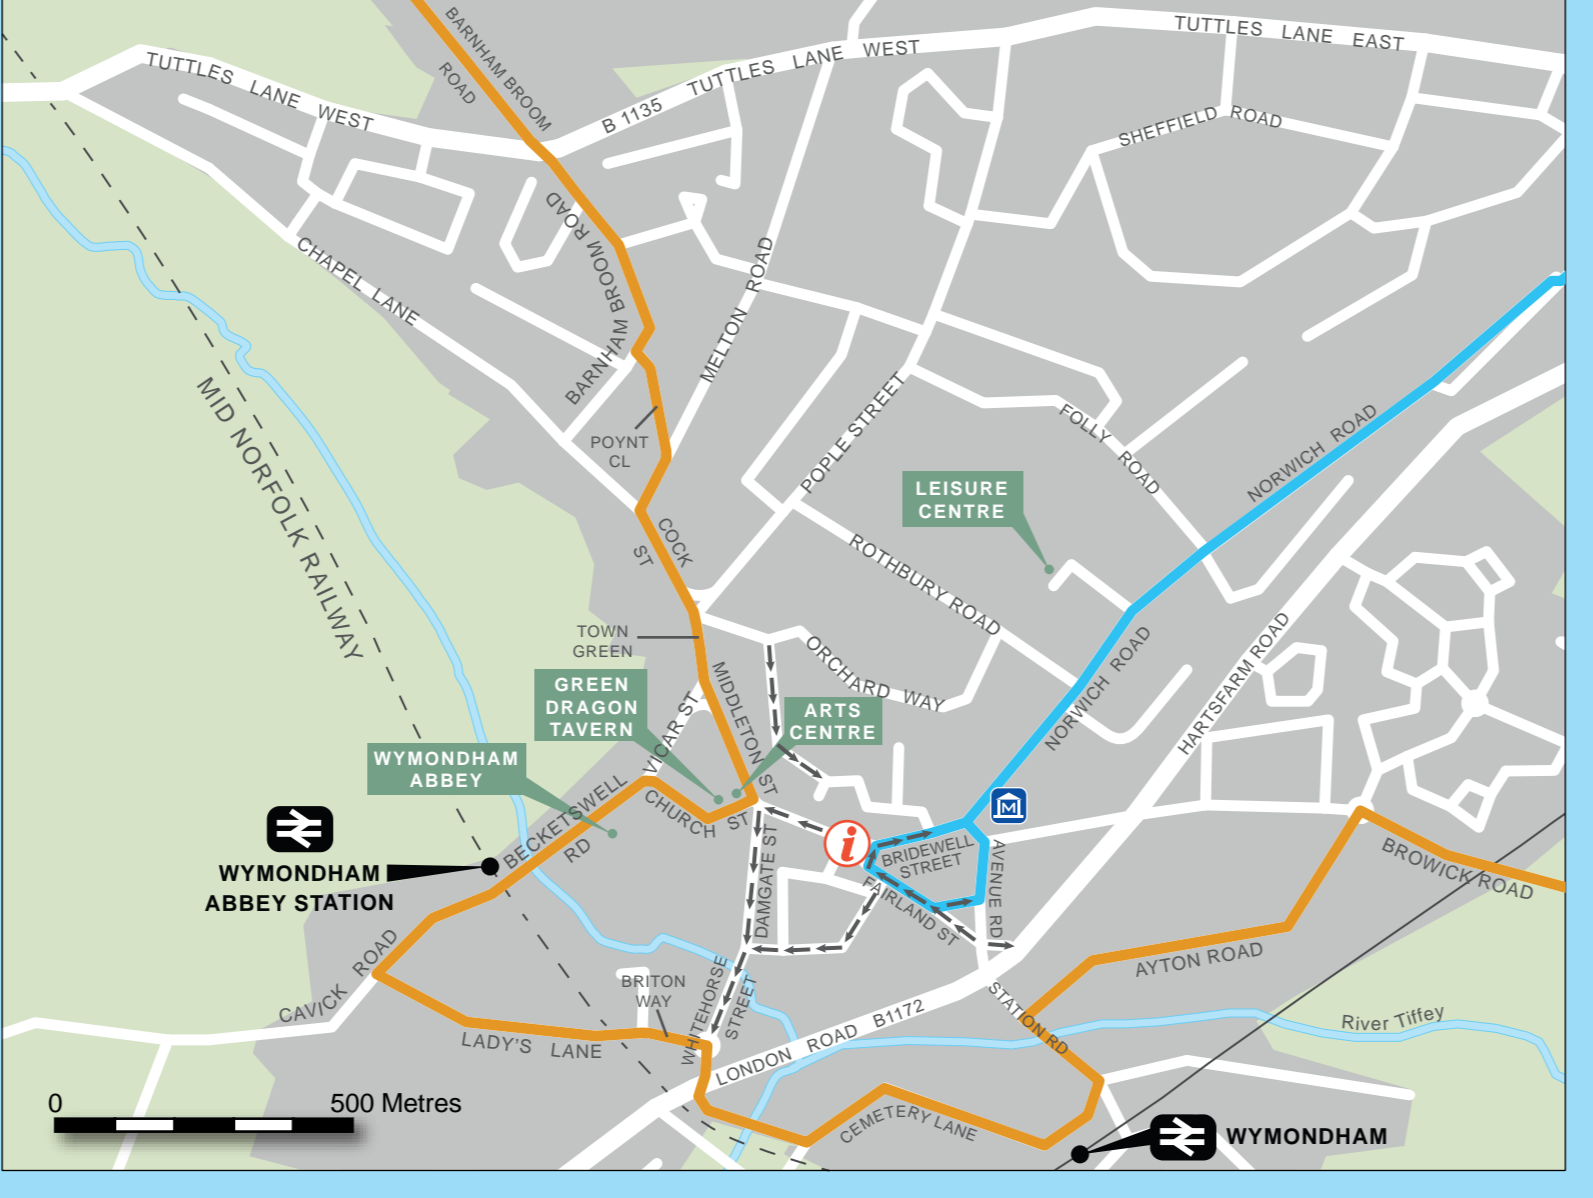 BARNHAM BROOM
ROAD
TUTTLES LANE WEST
TUTTLES LANE EAST
TUTTLES LANE WEST
B 1135
SHEFFIELD ROAD
BARNHAM BROOM ROAD
CHAPEL LANE
MELTON ROAD
MID NORFOLK RAILWAY
POYNT
CL
POPLE STREET
FOLLY ROAD
NORWICH ROAD
LEISURE
CENTRE
COCK
ST
ROTHBURY ROAD
TOWN
GREEN
ORCHARD WAY
NORWICH ROAD
HARTSFARM ROAD
GREEN
DRAGON
TAVERN
VICAR ST
MIDDLETON ST
ARTS
CENTRE
WYMONDHAM
ABBEY
BECKETSWELL
RD
CHURCH ST
M
i
BRIDEWELL
STREET
AVENUE RD
BROWICK ROAD
WYMONDHAM
ABBEY STATION
DAMGATE ST
FAIRLAND ST
AYTON ROAD
CAVICK ROAD
BRITON
WAY
WHITEHORSE
STREET
STATION RD
River Tiffey
LADY'S LANE
LONDON ROAD B1172
0
500 Metres
CEMETERY LANE
WYMONDHAM